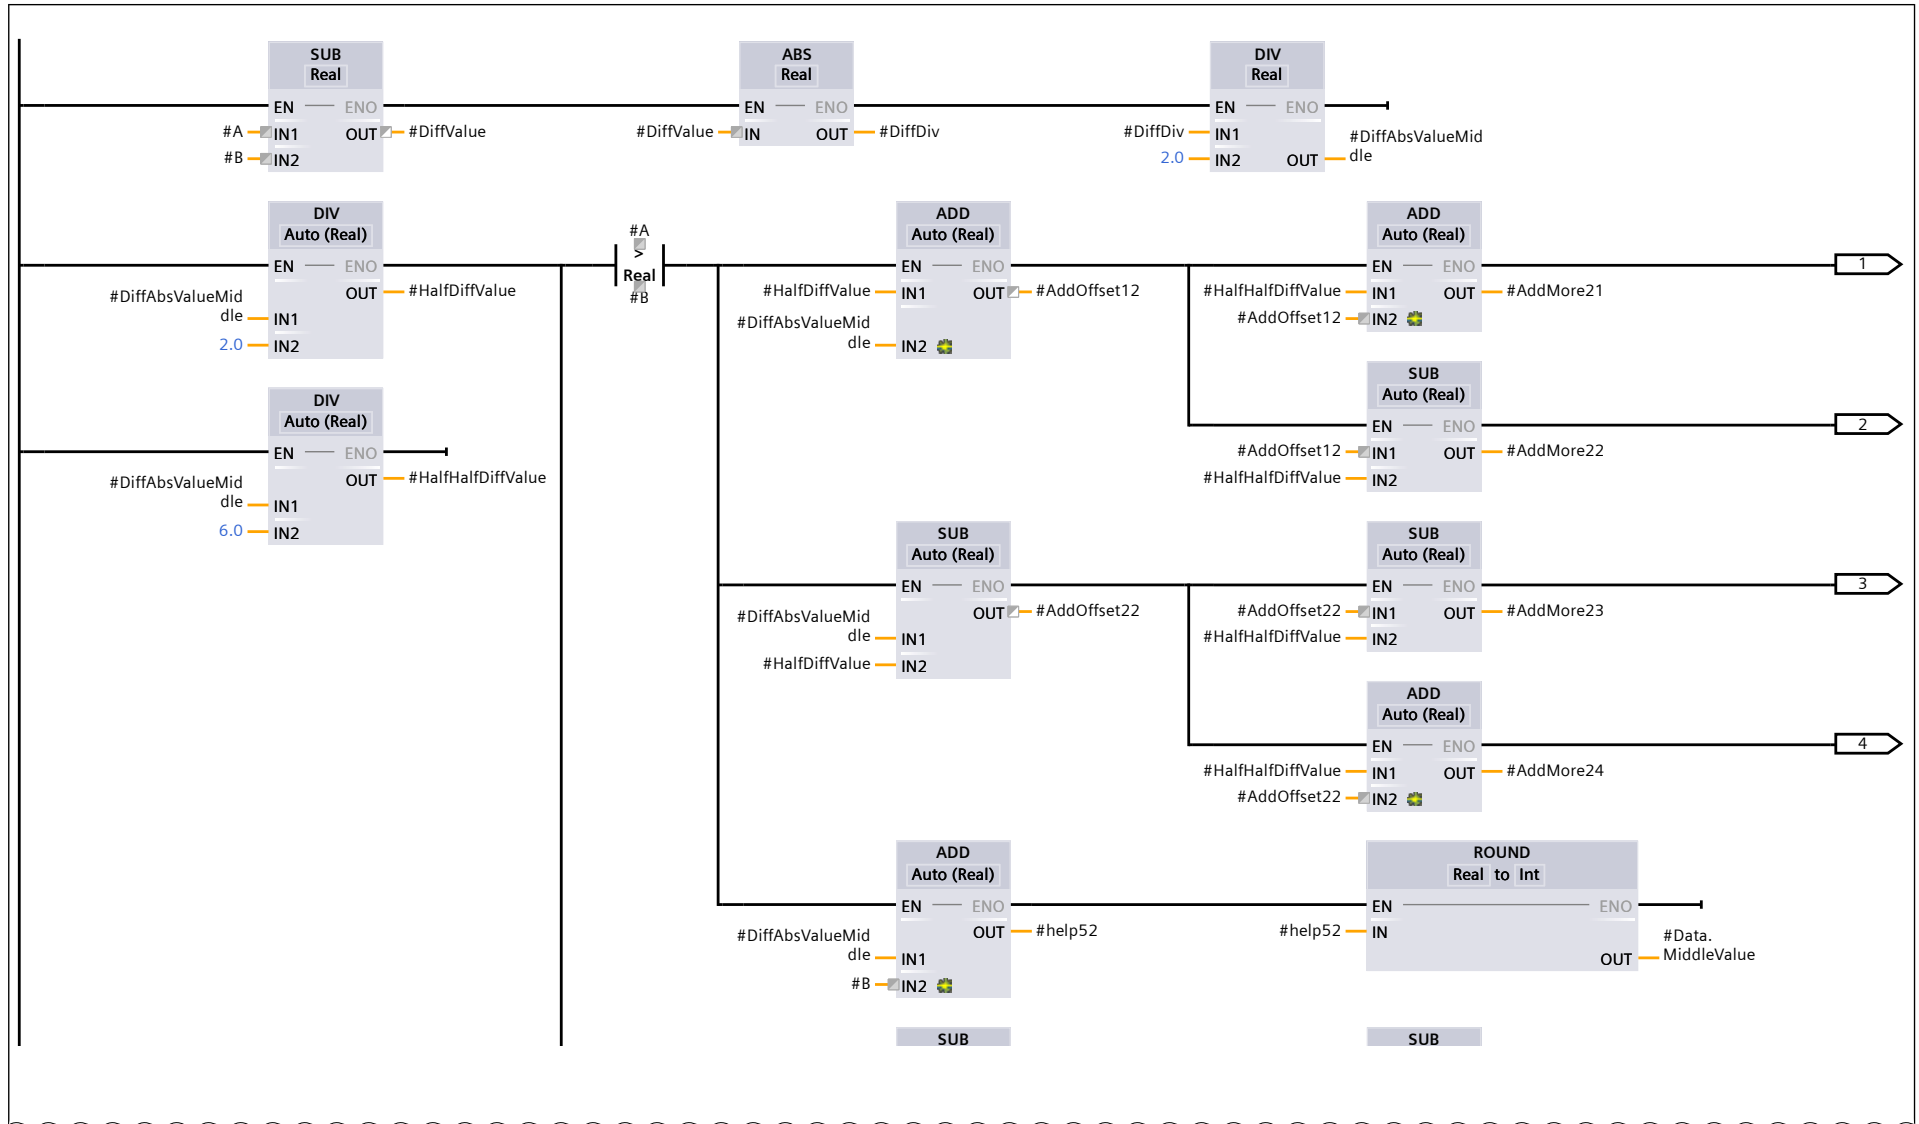 SUB
Real
EN ENO
#A IN1 OUT #DiffValue
#B IN2
ABS
Real
EN ENO
#DiffValue IN OUT #DiffDiv
DIV
Real
EN ENO
#DiffDiv IN1
2.0 IN2 OUT
#DiffAbsValueMid
dle
DIV
Auto (Real)
EN ENO
OUT #HalfDiffValue
#DiffAbsValueMid
dle IN1
2.0 IN2
#A
>
Real
#B
ADD
Auto (Real)
EN ENO
#HalfDiffValue IN1 OUT #AddOffset12
#DiffAbsValueMid
dle IN2
ADD
Auto (Real)
EN ENO
#HalfHalfDiffValue IN1 OUT #AddMore21
#AddOffset12 IN2
1
SUB
Auto (Real)
EN ENO
#AddOffset12 IN1 OUT #AddMore22
#HalfHalfDiffValue IN2
2
DIV
Auto (Real)
EN ENO
OUT #HalfHalfDiffValue
#DiffAbsValueMid
dle IN1
6.0 IN2
SUB
Auto (Real)
EN ENO
OUT #AddOffset22
#DiffAbsValueMid
dle IN1
#HalfDiffValue IN2
SUB
Auto (Real)
EN ENO
#AddOffset22 IN1 OUT #AddMore23
#HalfHalfDiffValue IN2
3
ADD
Auto (Real)
EN ENO
#HalfHalfDiffValue IN1 OUT #AddMore24
#AddOffset22 IN2
4
ADD
Auto (Real)
EN ENO
OUT #help52
#DiffAbsValueMid
dle IN1
#B IN2
ROUND
Real to Int
EN ENO
#help52 IN
OUT
#Data.
MiddleValue
SUB
SUB